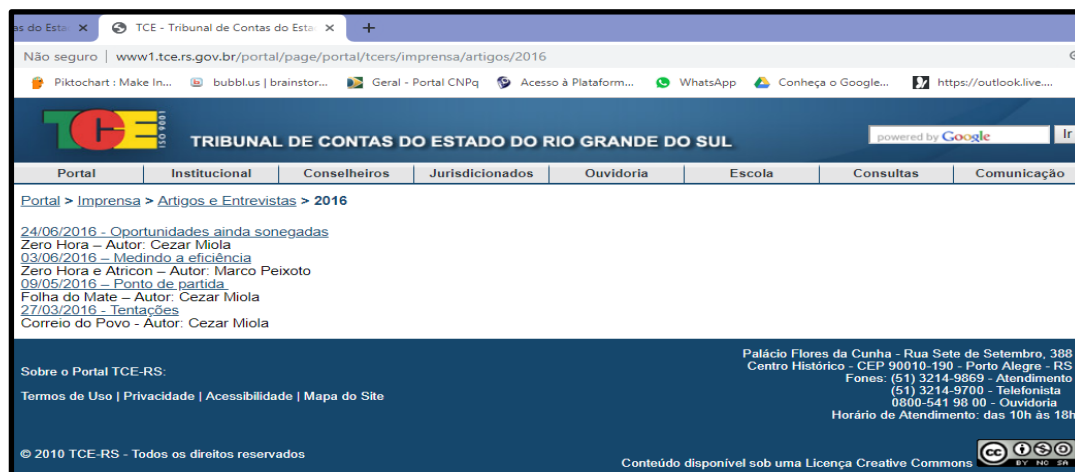 as do Esta
TCE - Tribunal de Contas do Esta
Não seguro | www1.tce.rs.gov.br/portal/page/portal/tcers/imprensa/artigos/2016
Piktochart : Make In... bubbl.us | brainstor... Geral - Portal CNPq Acesso à Plataform... WhatsApp Conheça o Google... https://outlook.live....
TCE ISO 9001
TRIBUNAL DE CONTAS DO ESTADO DO RIO GRANDE DO SUL
powered by Google Ir
Portal Institucional Conselheiros Jurisdicionados Ouvidoria Escola Consultas Comunicação
Portal > Imprensa > Artigos e Entrevistas > 2016
24/06/2016 - Oportunidades ainda sonegadas
Zero Hora – Autor: Cezar Miola
03/06/2016 – Medindo a eficiência
Zero Hora e Atricon – Autor: Marco Peixoto
09/05/2016 – Ponto de partida
Folha do Mate – Autor: Cezar Miola
27/03/2016 - Tentações
Correio do Povo - Autor: Cezar Miola
Sobre o Portal TCE-RS:
Termos de Uso | Privacidade | Acessibilidade | Mapa do Site
Palácio Flores da Cunha - Rua Sete de Setembro, 388
Centro Histórico - CEP 90010-190 - Porto Alegre - RS
Fones: (51) 3214-9869 - Atendimento
(51) 3214-9700 - Telefonista
0800-541 98 00 - Ouvidoria
Horário de Atendimento: das 10h às 18h
© 2010 TCE-RS - Todos os direitos reservados
Conteúdo disponível sob uma Licença Creative Commons
cc BY NC SA